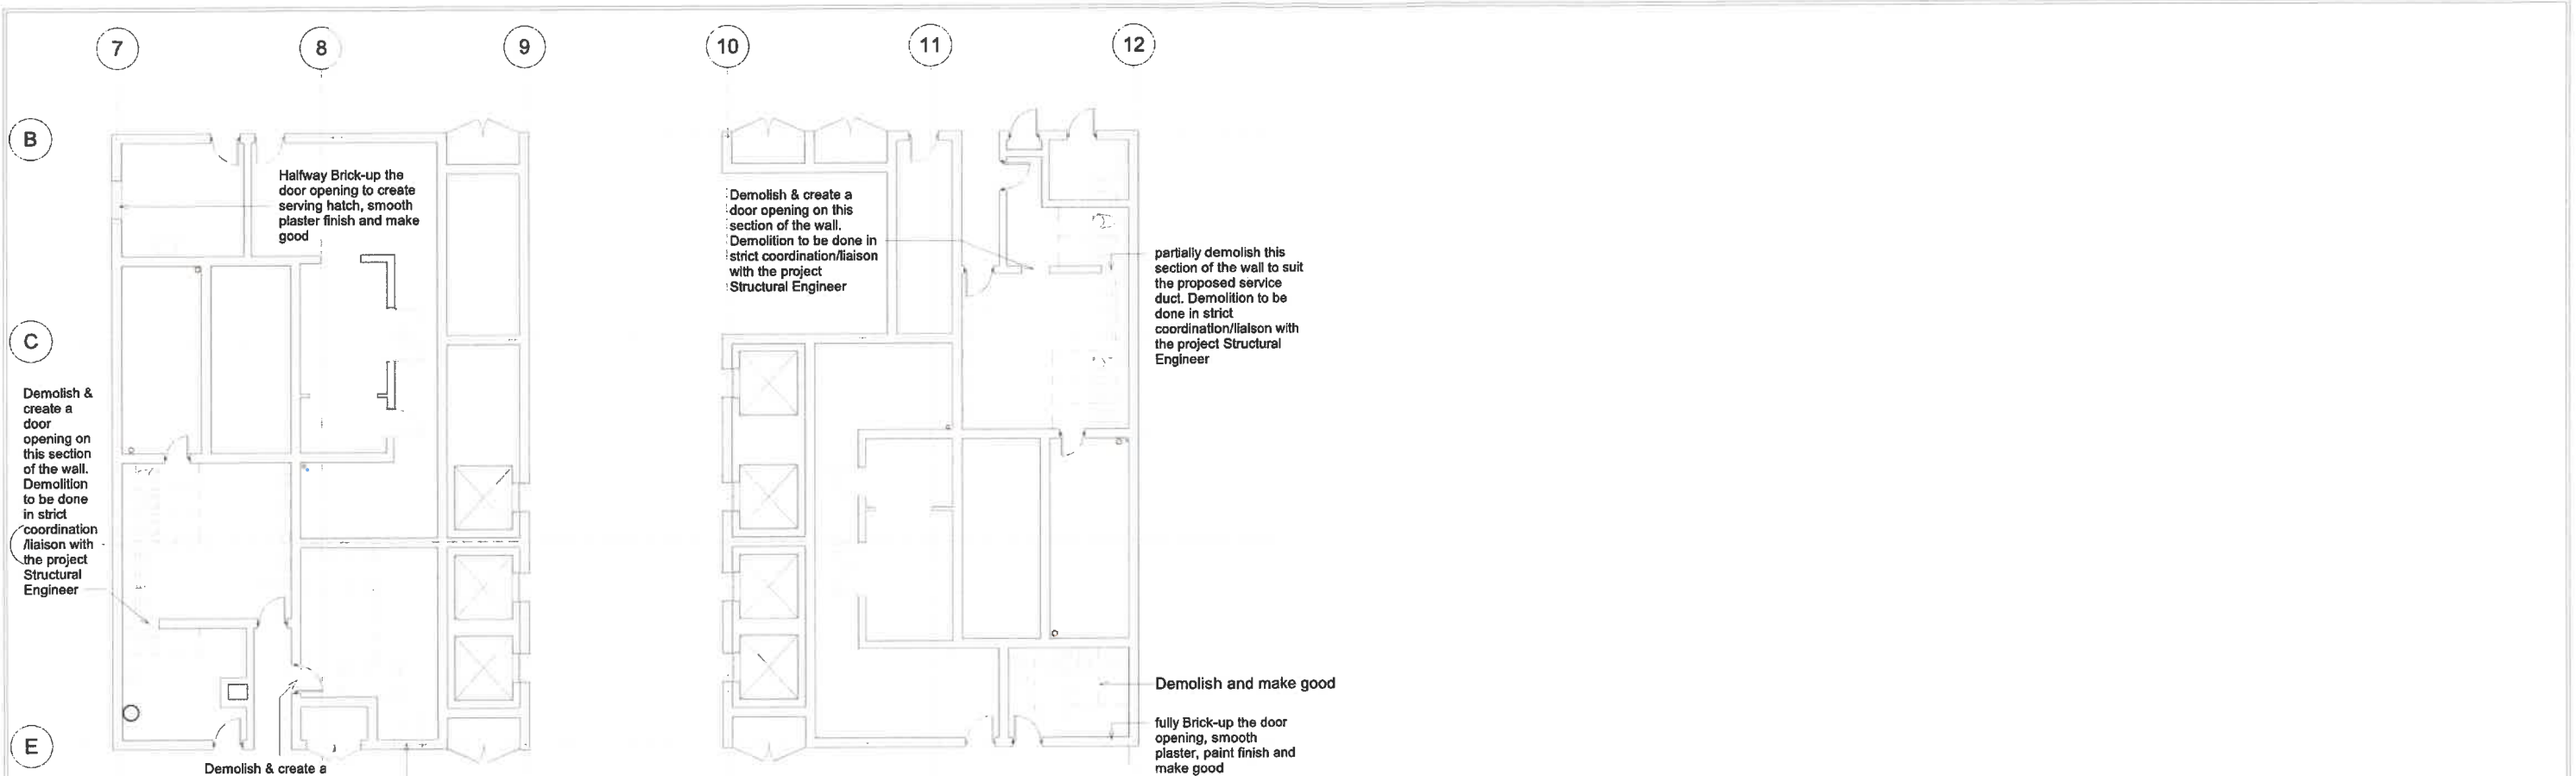 7
8
9
10
11
12
B
Halfway Brick-up the
door opening to create
serving hatch, smooth
plaster finish and make
good
Demolish & create a
door opening on this
section of the wall.
Demolition to be done in
strict coordination/liaison
with the project
Structural Engineer
partially demolish this
section of the wall to suit
the proposed service
duct. Demolition to be
done in strict
coordination/liaison with
the project Structural
Engineer
C
Demolish &
create a
door
opening on
this section
of the wall.
Demolition
to be done
in strict
coordination
/liaison with
the project
Structural
Engineer
Demolish and make good
fully Brick-up the door
opening, smooth
plaster, paint finish and
make good
E
Demolish & create a